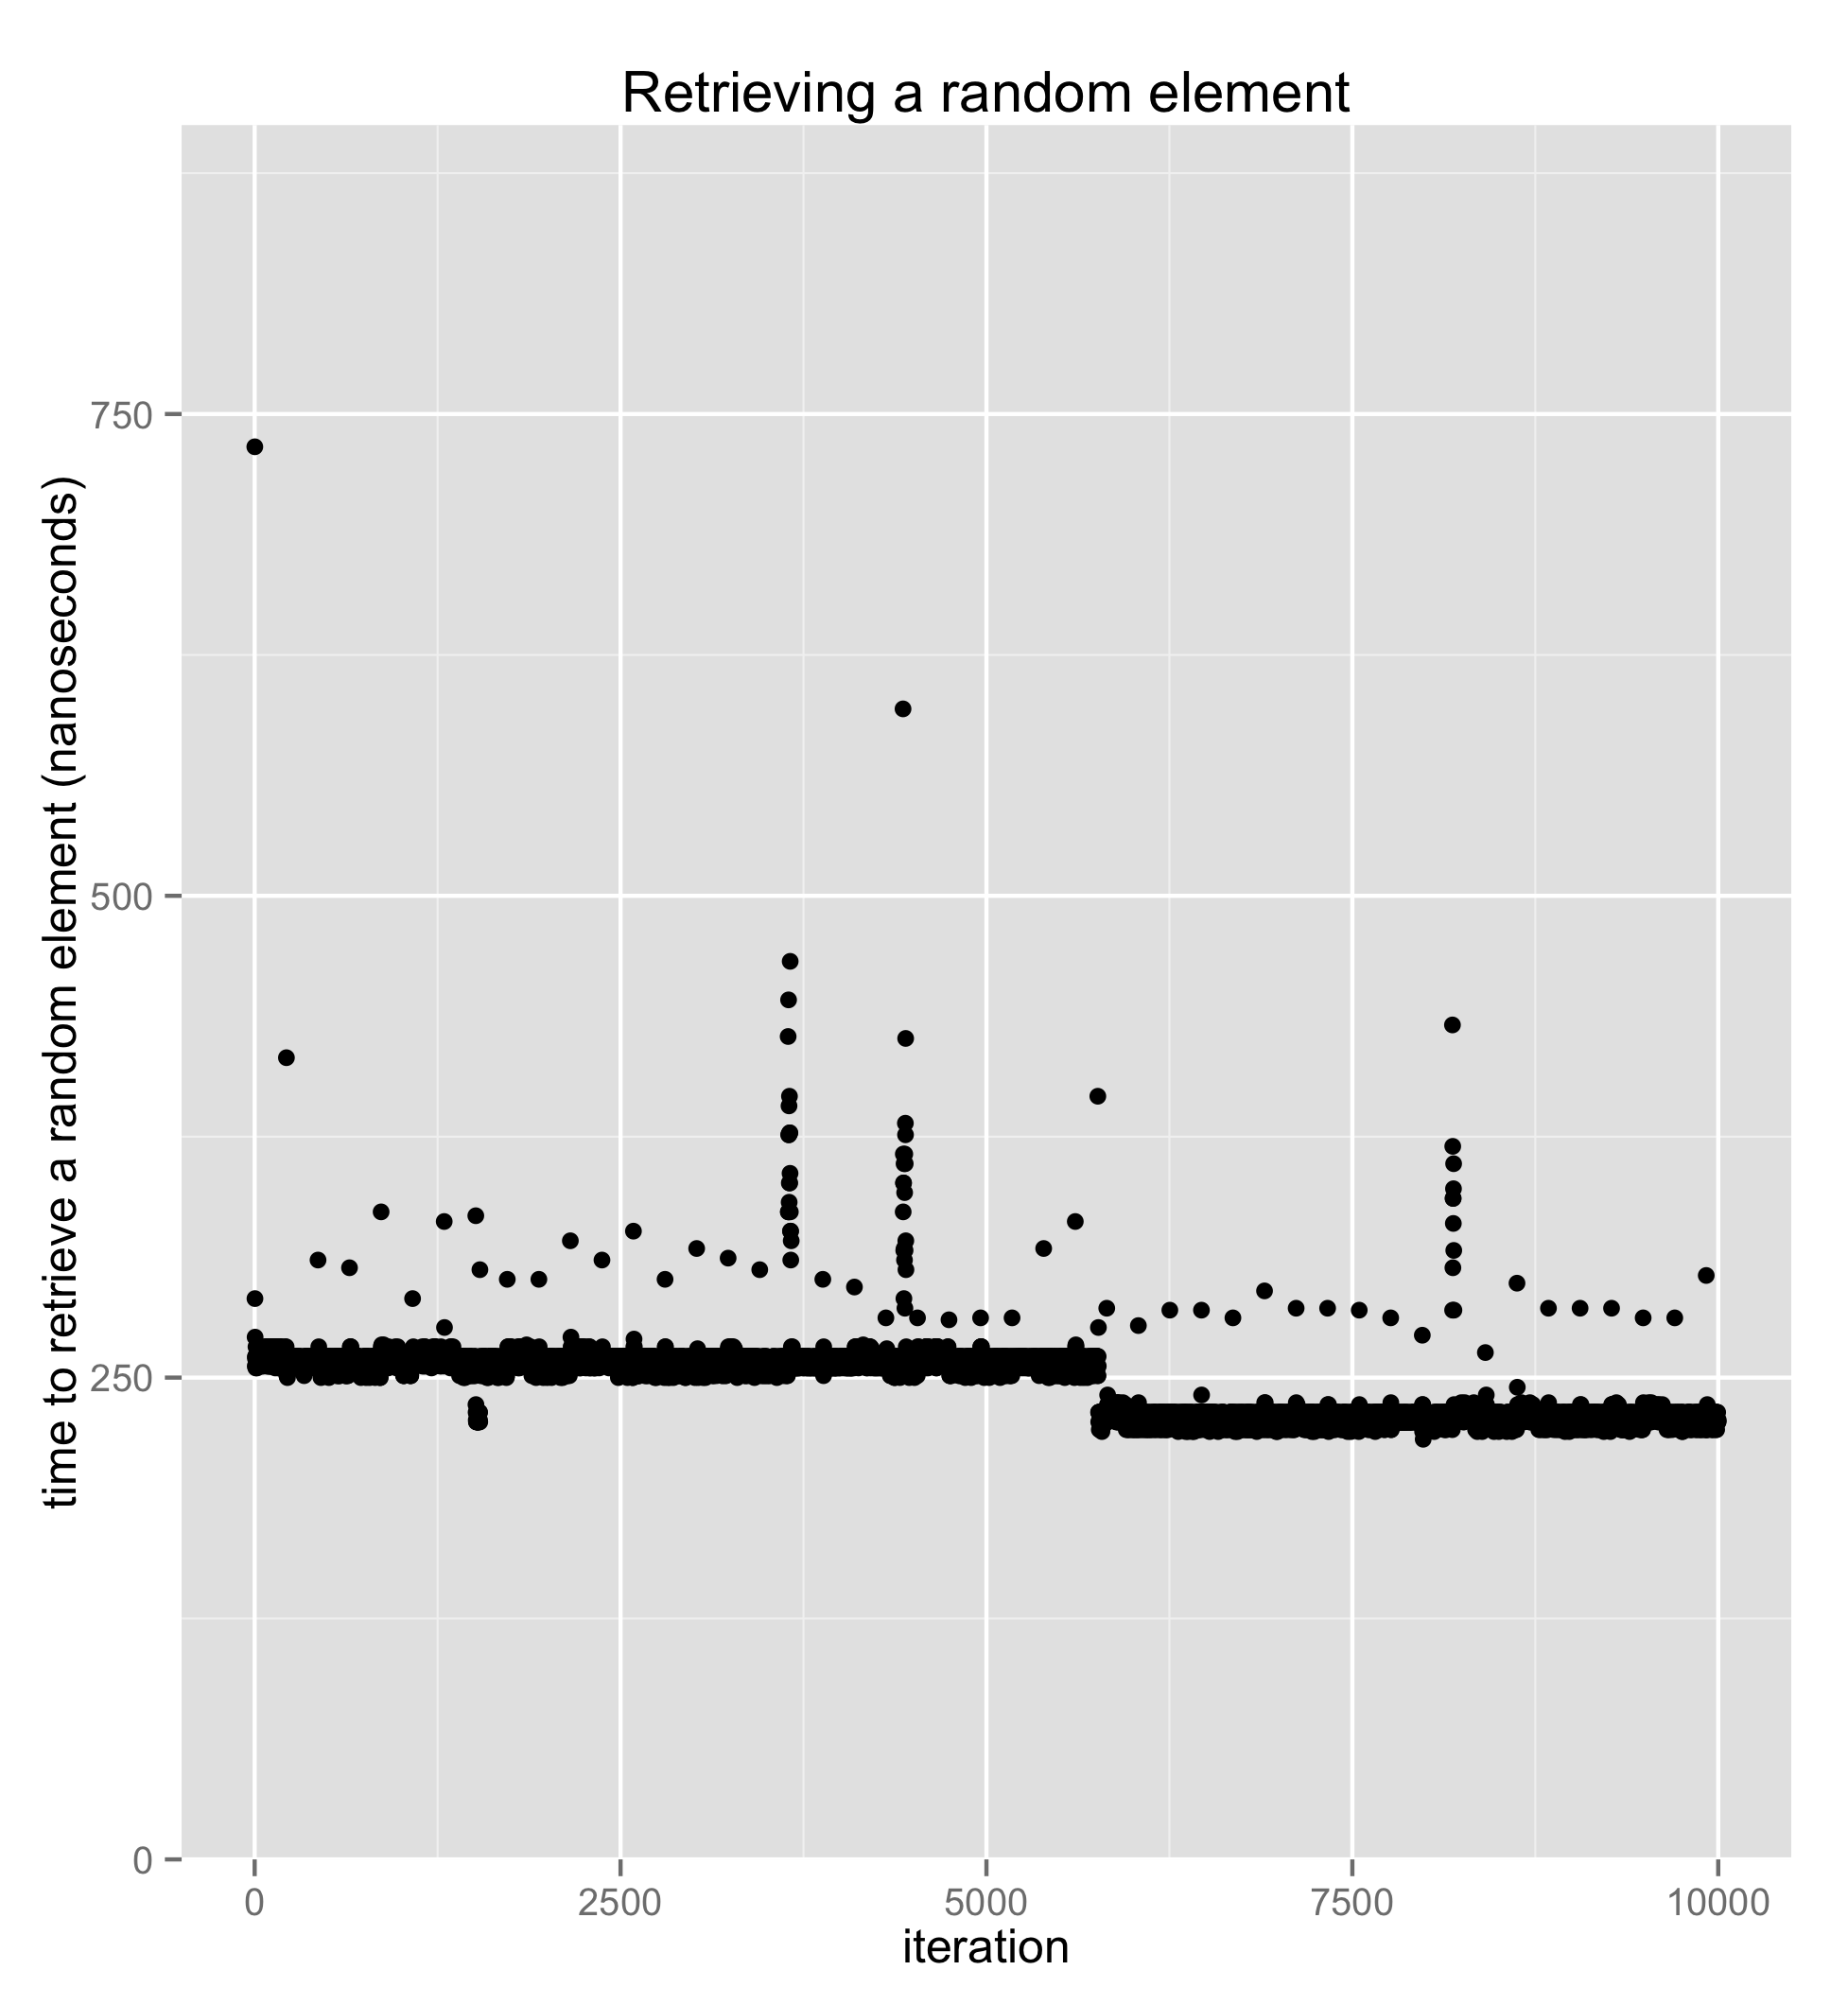 Retrieving a random element
time to retrieve a random element (nanoseconds)
750
500
250
0
0 2500 5000 7500 10000
iteration